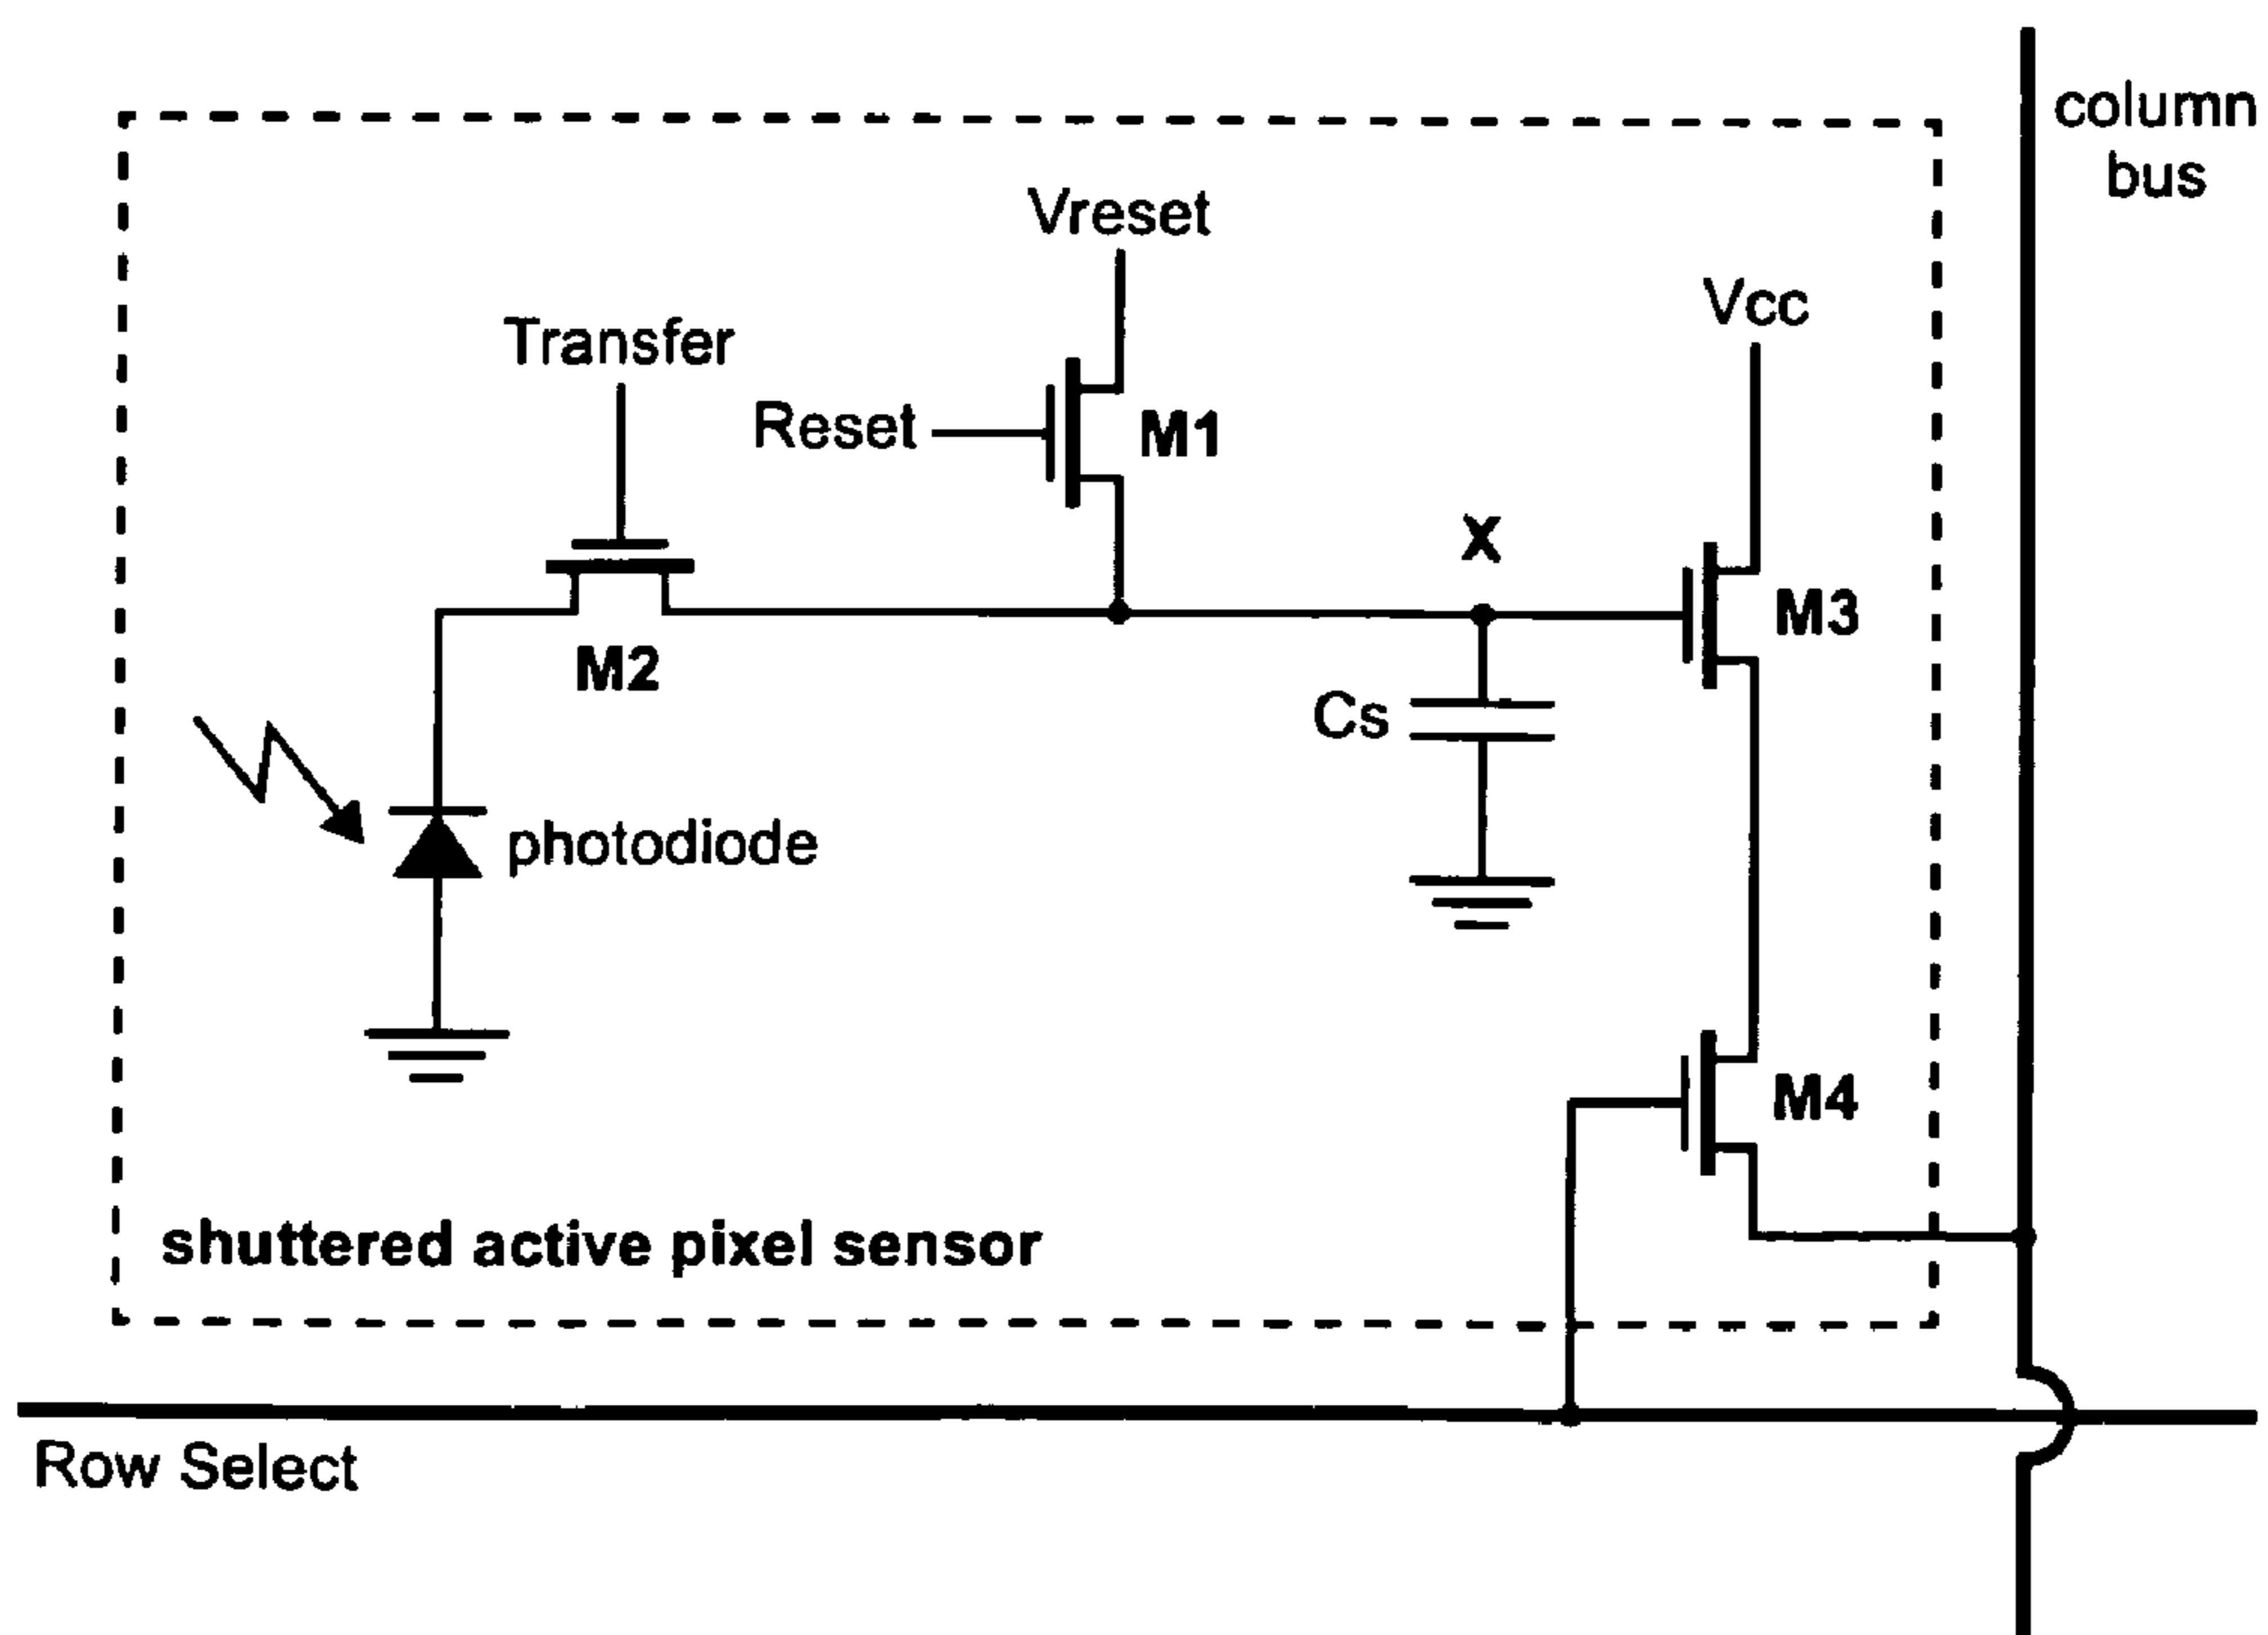 column
bus
Vreset
Vcc
Transfer
Reset
M1
X
M3
M2
Cs
photodiode
M4
shuttered active pixel sensor
Row Select